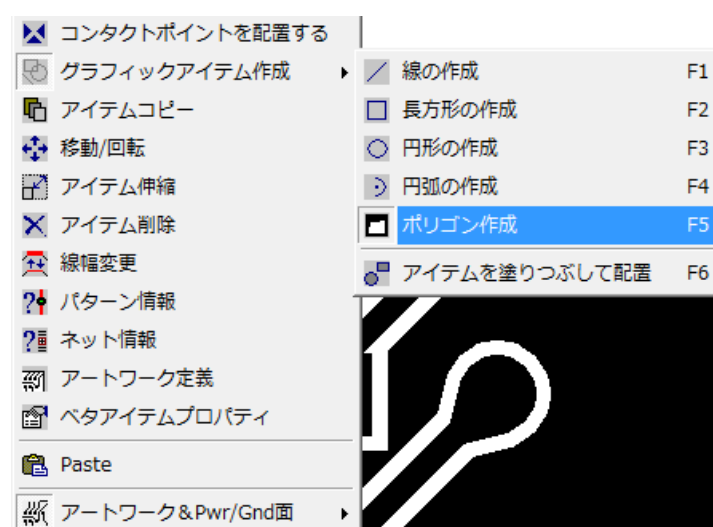 コンタクトポイントを配置する
グラフィックアイテム作成
アイテムコピー
移動/回転
アイテム伸縮
アイテム削除
線幅変更
パターン情報
ネット情報
アートワーク定義
ベタアイテムプロパティ
Paste
アートワーク&Pwr/Gnd面
線の作成 F1
長方形の作成 F2
円形の作成 F3
円弧の作成 F4
ポリゴン作成 F5
アイテムを塗りつぶして配置 F6